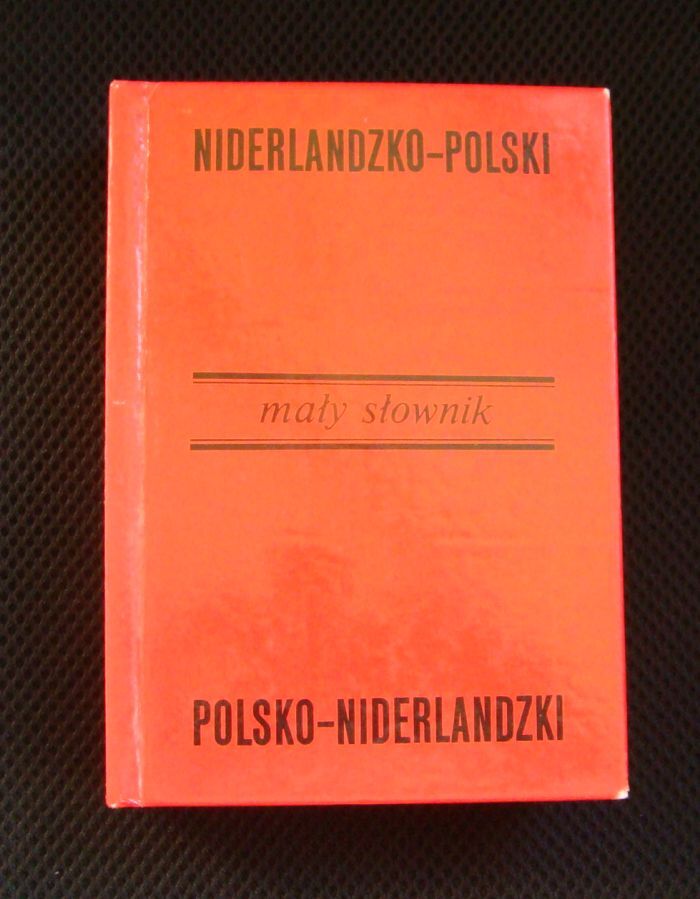 NIDERLANDZKO–POLSKI
mały słownik
POLSKO–NIDERLANDZKI